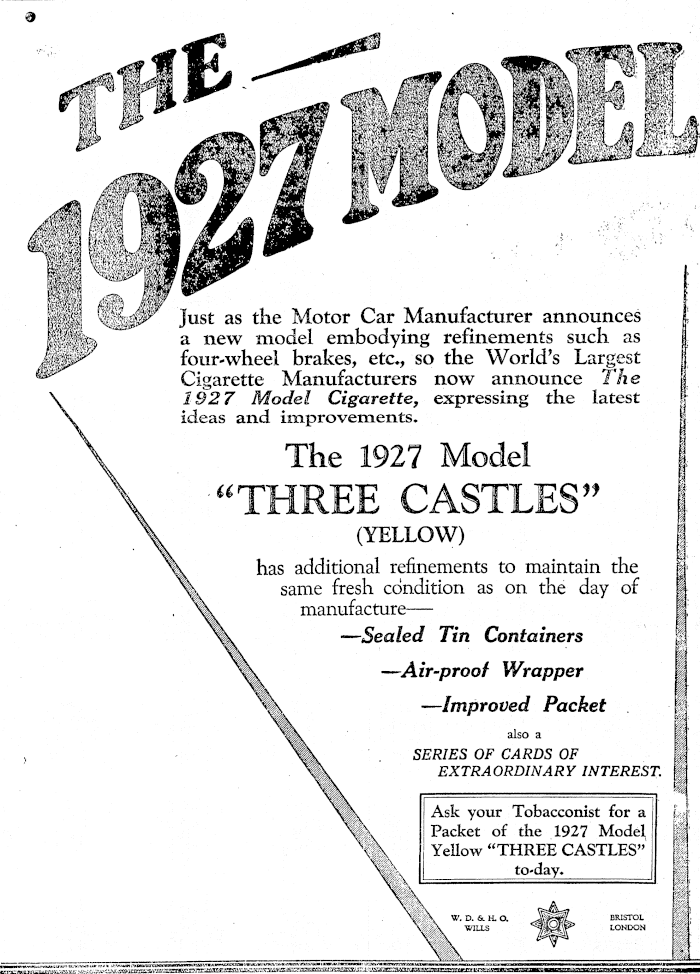 THE
1927 MODEL
Just as the Motor Car Manufacturer announces
a new model embodying refinements such as
four-wheel brakes, etc., so the World's Largest
Cigarette Manufacturers now announce The
1927 Model Cigarette, expressing the latest
ideas and improvements.
The 1927 Model
"THREE CASTLES"
(YELLOW)
has additional refinements to maintain the
same fresh condition as on the day of
manufacture—
—Sealed Tin Containers
—Air-proof Wrapper
—Improved Packet
also a
SERIES OF CARDS OF
EXTRAORDINARY INTEREST.
Ask your Tobacconist for a
Packet of the 1927 Model
Yellow "THREE CASTLES"
to-day.
W. D. & H. O.
WILLS
BRISTOL
LONDON